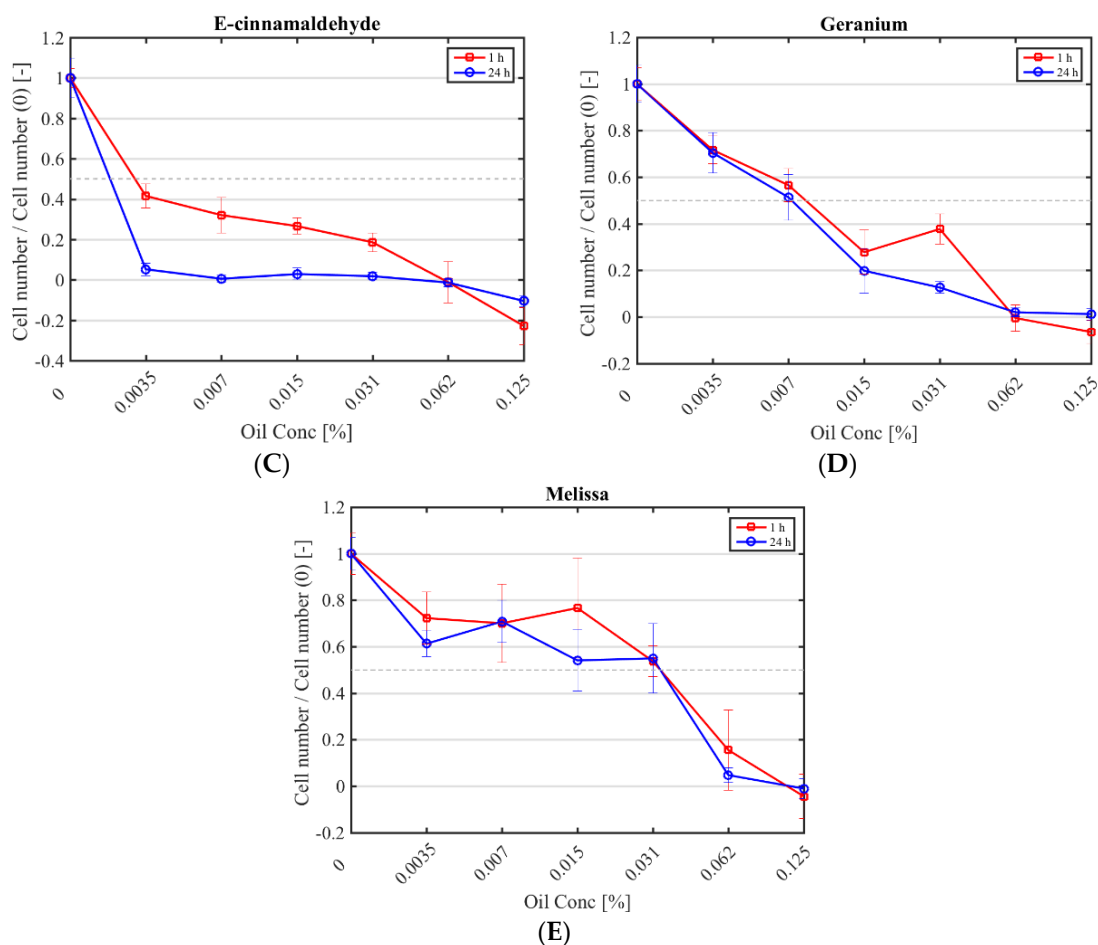 E-cinnamaldehyde
1.2
1
0.8
0.6
0.4
0.2
0
-0.2
-0.4
Cell number / Cell number (0) [-]
1 h
24 h
0
0.0035
0.007
0.015
0.031
0.062
0.125
Oil Conc [%]
(C)
Geranium
1.2
1
0.8
0.6
0.4
0.2
0
-0.2
Cell number / Cell number (0) [-]
1 h
24 h
0
0.0035
0.007
0.015
0.031
0.062
0.125
Oil Conc [%]
(D)
Melissa
1.2
1
0.8
0.6
0.4
0.2
0
-0.2
Cell number / Cell number (0) [-]
1 h
24 h
0
0.0035
0.007
0.015
0.031
0.062
0.125
Oil Conc [%]
(E)